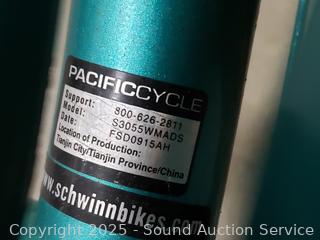 PACIFICCYCLE
Support: 800-626-2811
Model: S3055WMADS
Date: FSD0915AH
Location of Production:
Tianjin City/Tianjin Province/China
www.schwinnbikes.com
Copyright 2025 - Sound Auction Service